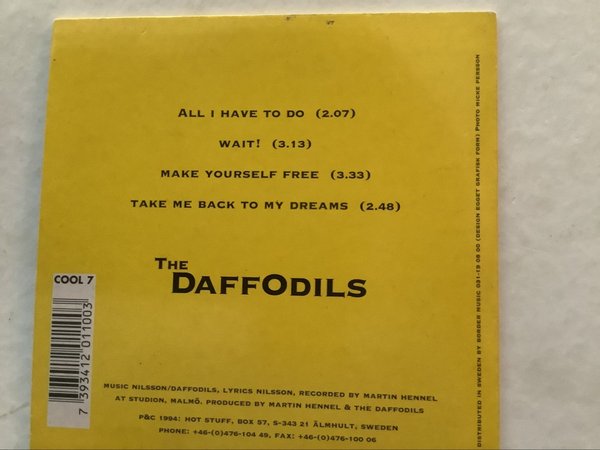 ALL I HAVE TO DO (2.07)
WAIT! (3.13)
MAKE YOURSELF FREE (3.33)
TAKE ME BACK TO MY DREAMS (2.48)
THE
DAFFODILS
COOL 7
7 393412 011003
MUSIC NILSSON/DAFFODILS, LYRICS NILSSON, RECORDED BY MARTIN HENNEL
AT STUDION, MALMÖ, PRODUCED BY MARTIN HENNEL & THE DAFFODILS
P&C 1994: HOT STUFF, BOX 57, S-343 21 ÄLMHULT, SWEDEN
PHONE: +46-(0)476-104 49, FAX: +46-(0)476-100 06
DISTRIBUTED IN SWEDEN BY BORDER MUSIC 031-19 08 00 (DESIGN EGGET GRAFISK FORM) PHOTO MICKE PERSSON